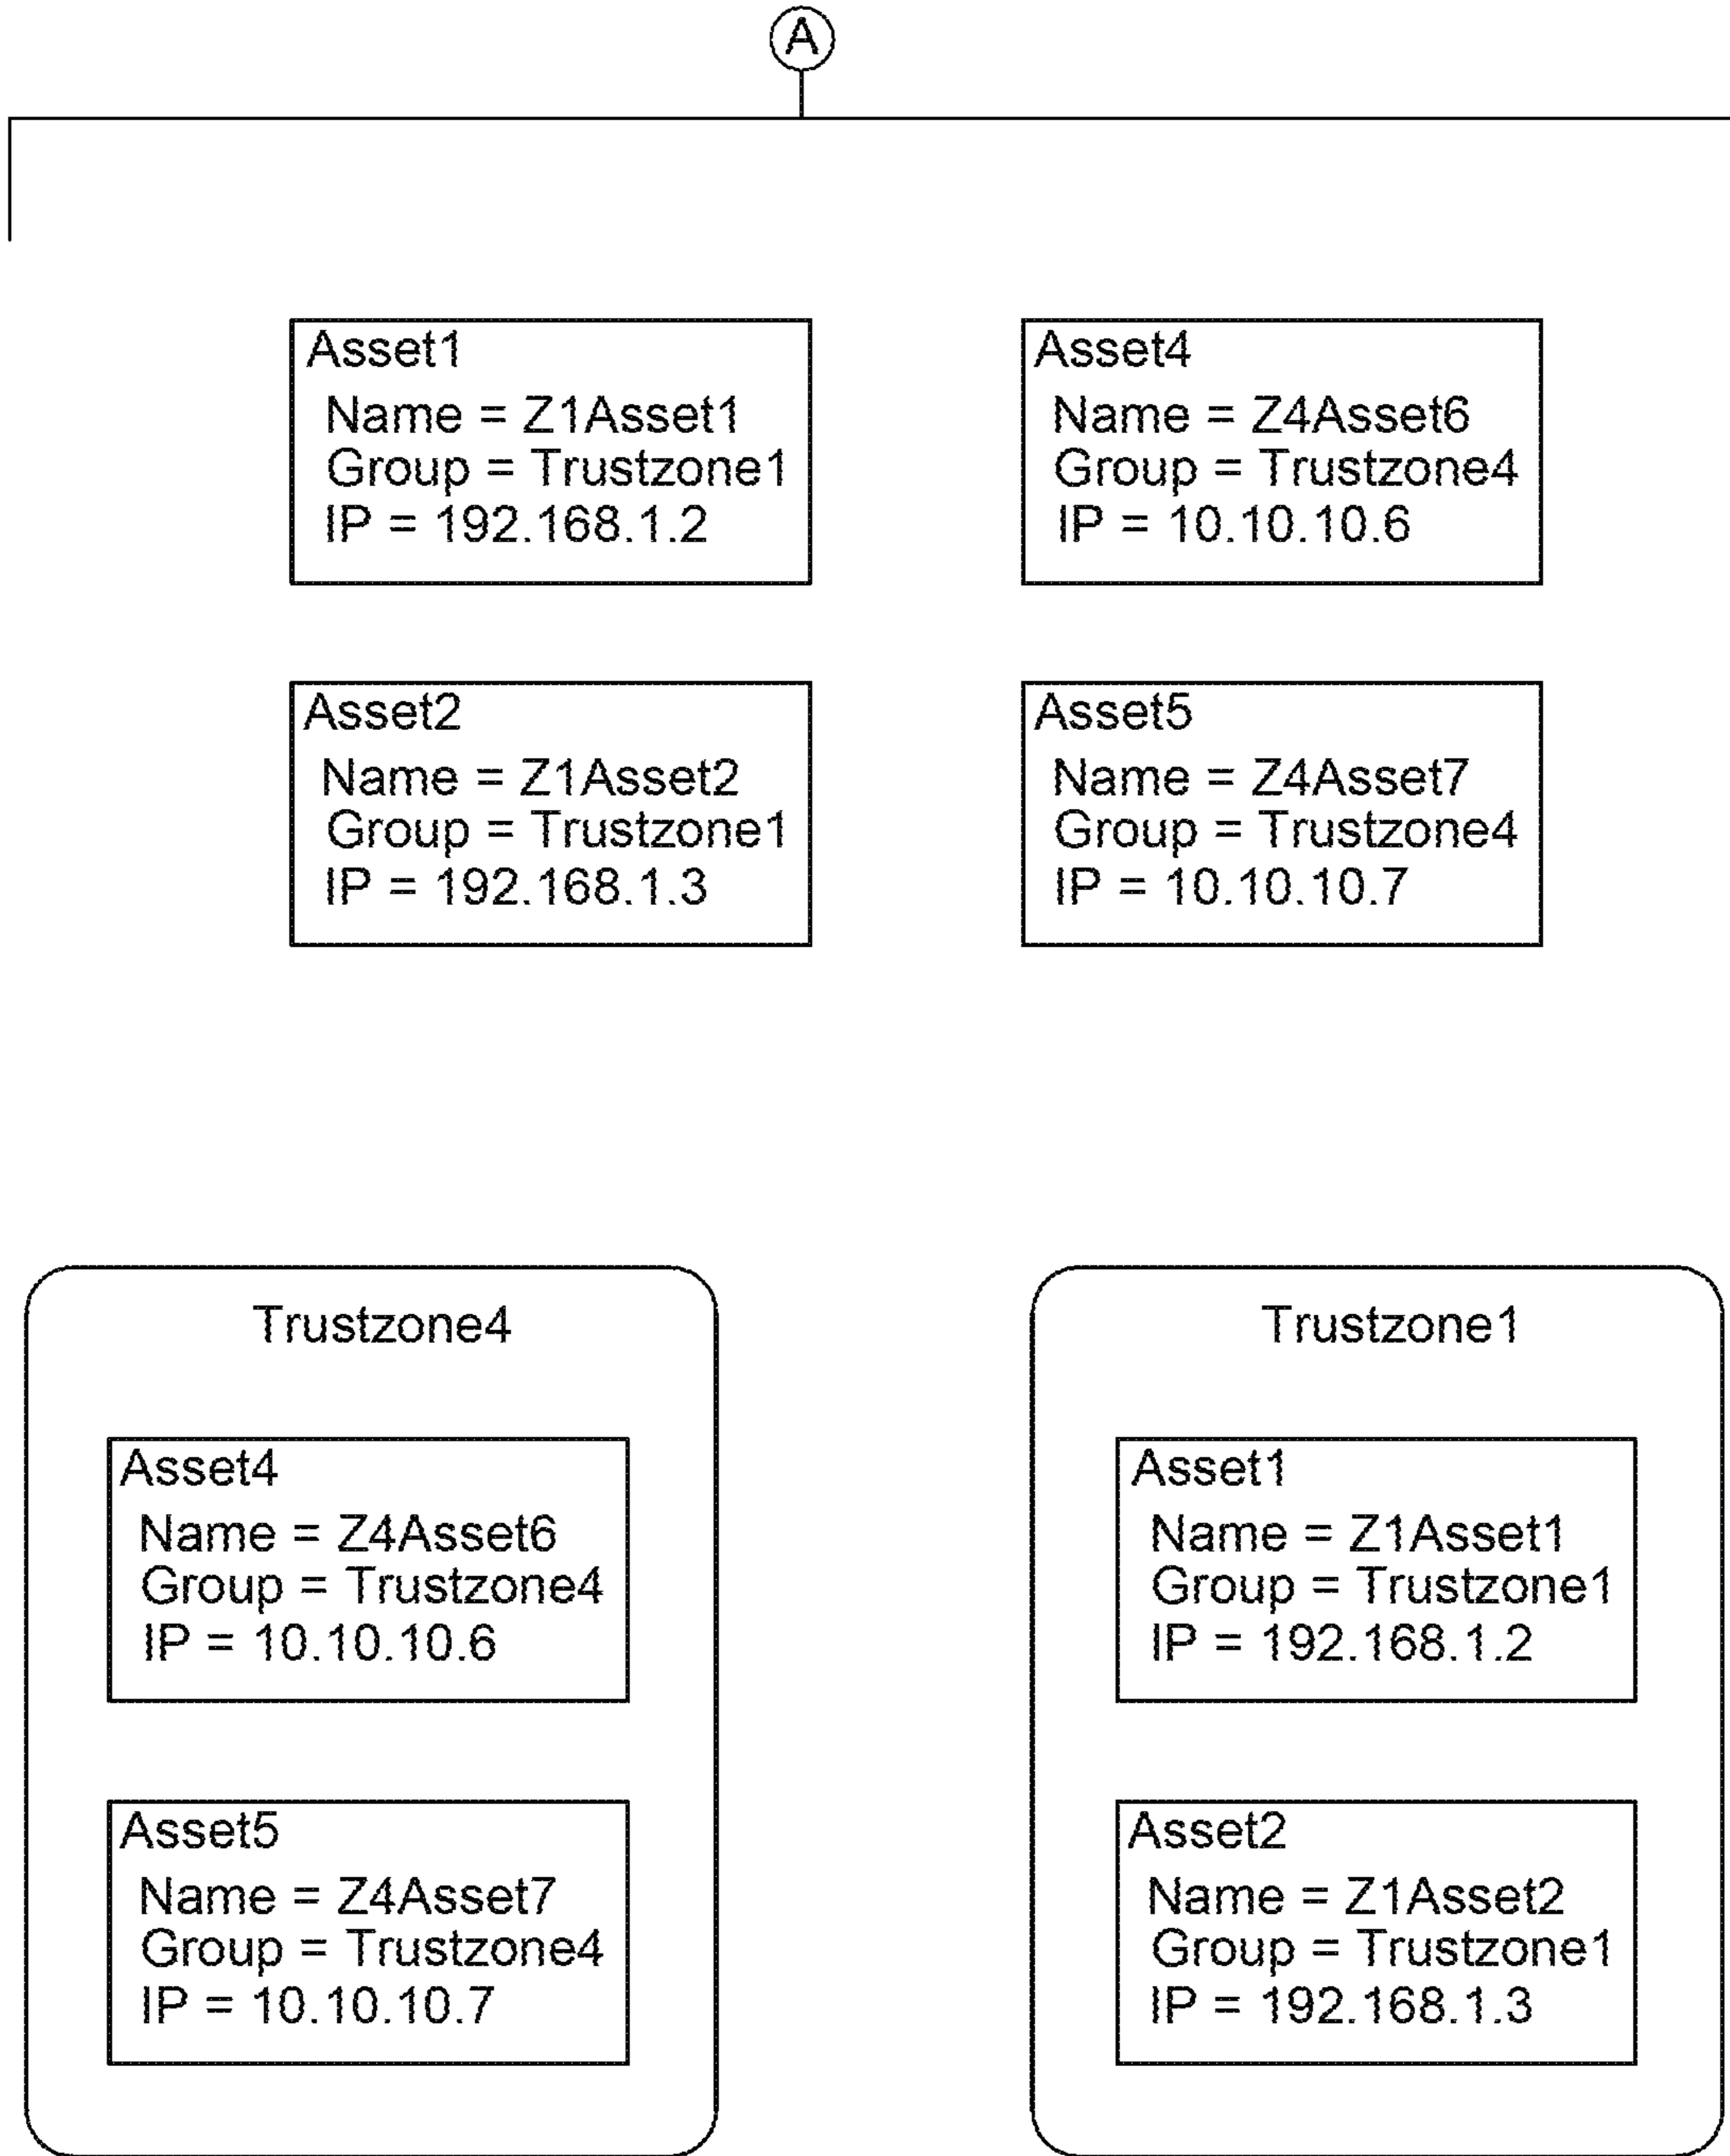 A
Asset1
Name = Z1Asset1
Group = Trustzone1
IP = 192.168.1.2
Asset4
Name = Z4Asset6
Group = Trustzone4
IP = 10.10.10.6
Asset2
Name = Z1Asset2
Group = Trustzone1
IP = 192.168.1.3
Asset5
Name = Z4Asset7
Group = Trustzone4
IP = 10.10.10.7
Trustzone4
Asset4
Name = Z4Asset6
Group = Trustzone4
IP = 10.10.10.6
Asset5
Name = Z4Asset7
Group = Trustzone4
IP = 10.10.10.7
Trustzone1
Asset1
Name = Z1Asset1
Group = Trustzone1
IP = 192.168.1.2
Asset2
Name = Z1Asset2
Group = Trustzone1
IP = 192.168.1.3